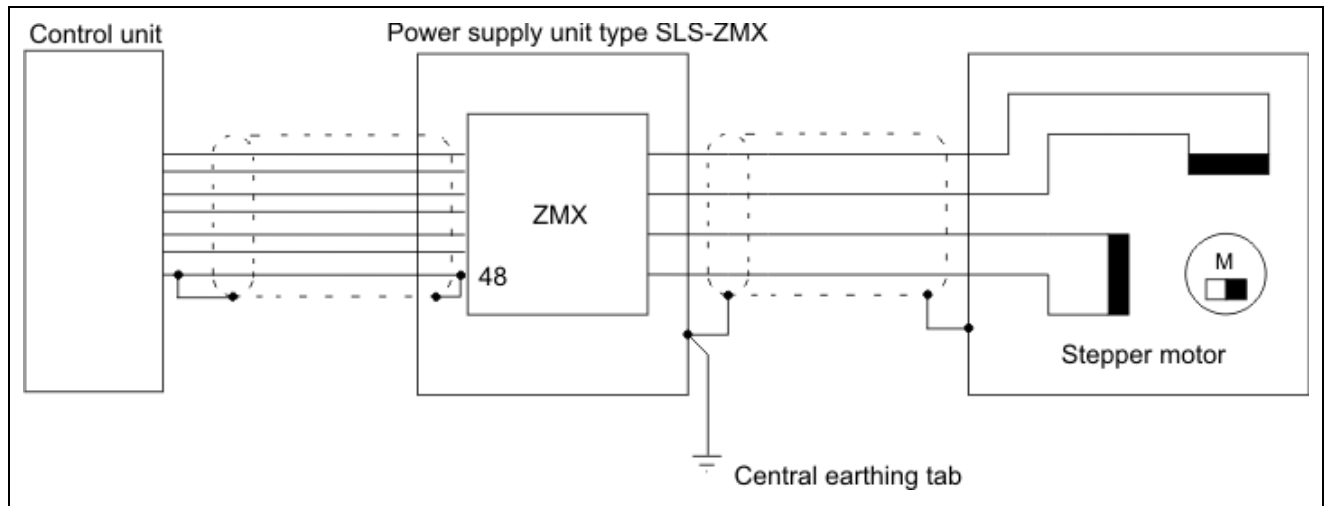 Control unit
Power supply unit type SLS-ZMX
ZMX
48
M
Stepper motor
Central earthing tab